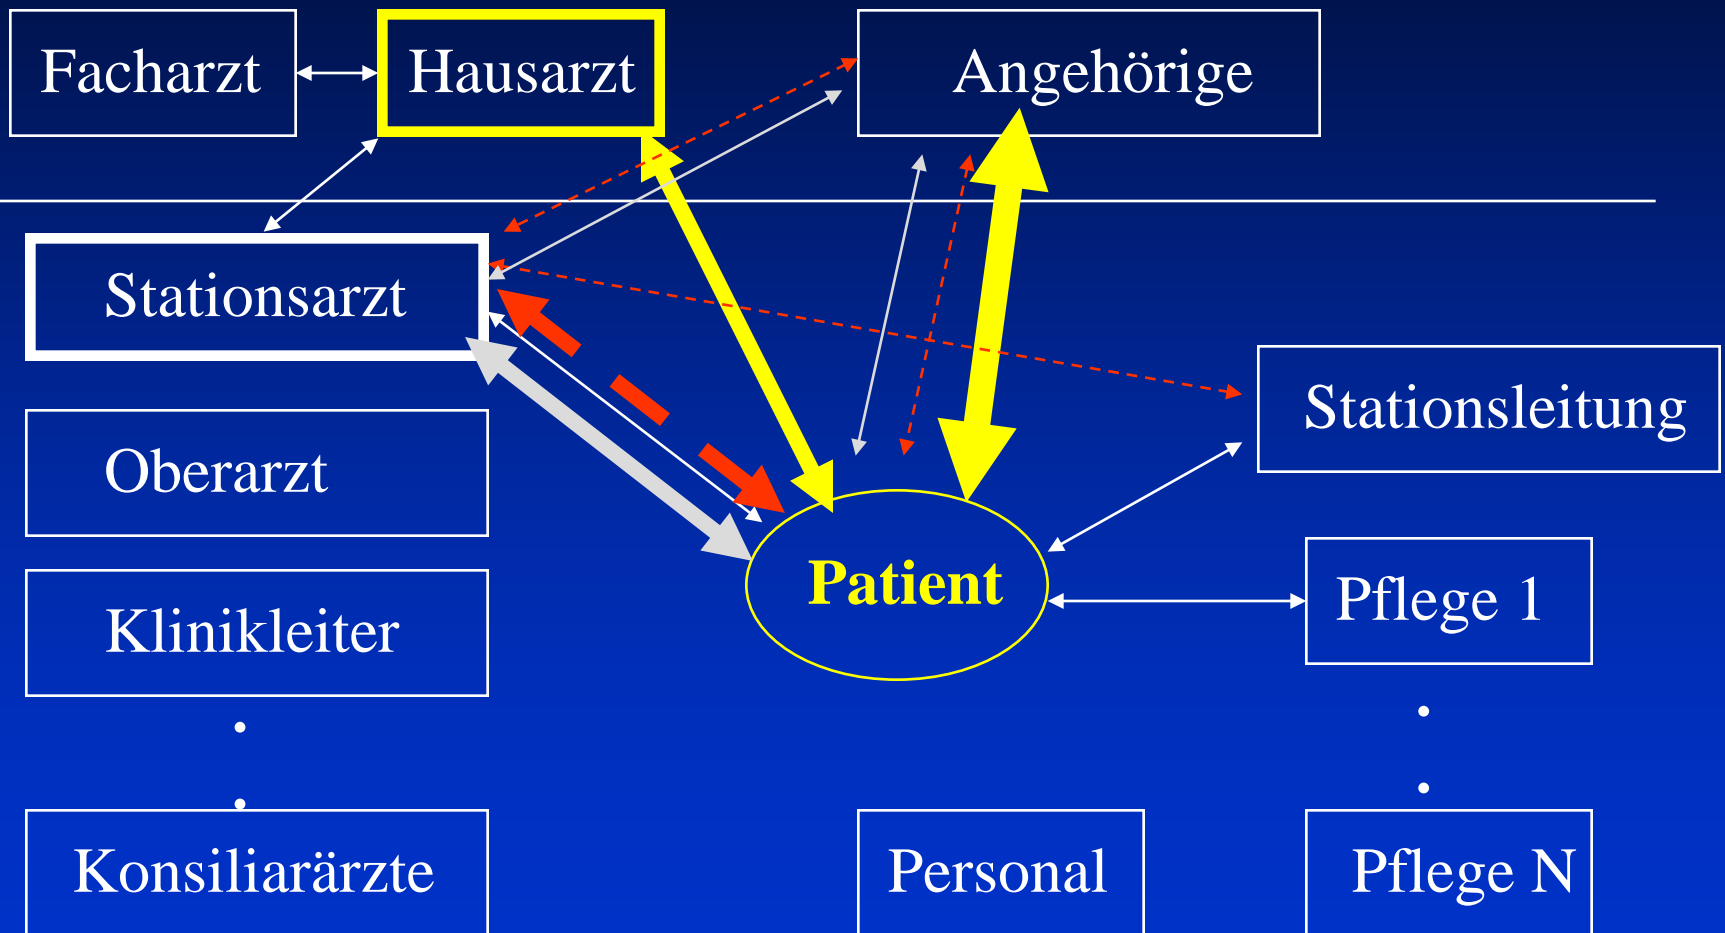 Facharzt
Hausarzt
Angehörige
Stationsarzt
Stationsleitung
Oberarzt
Patient
Pflege 1
Klinikleiter
.
.
.
.
Konsiliarärzte
Personal
Pflege N